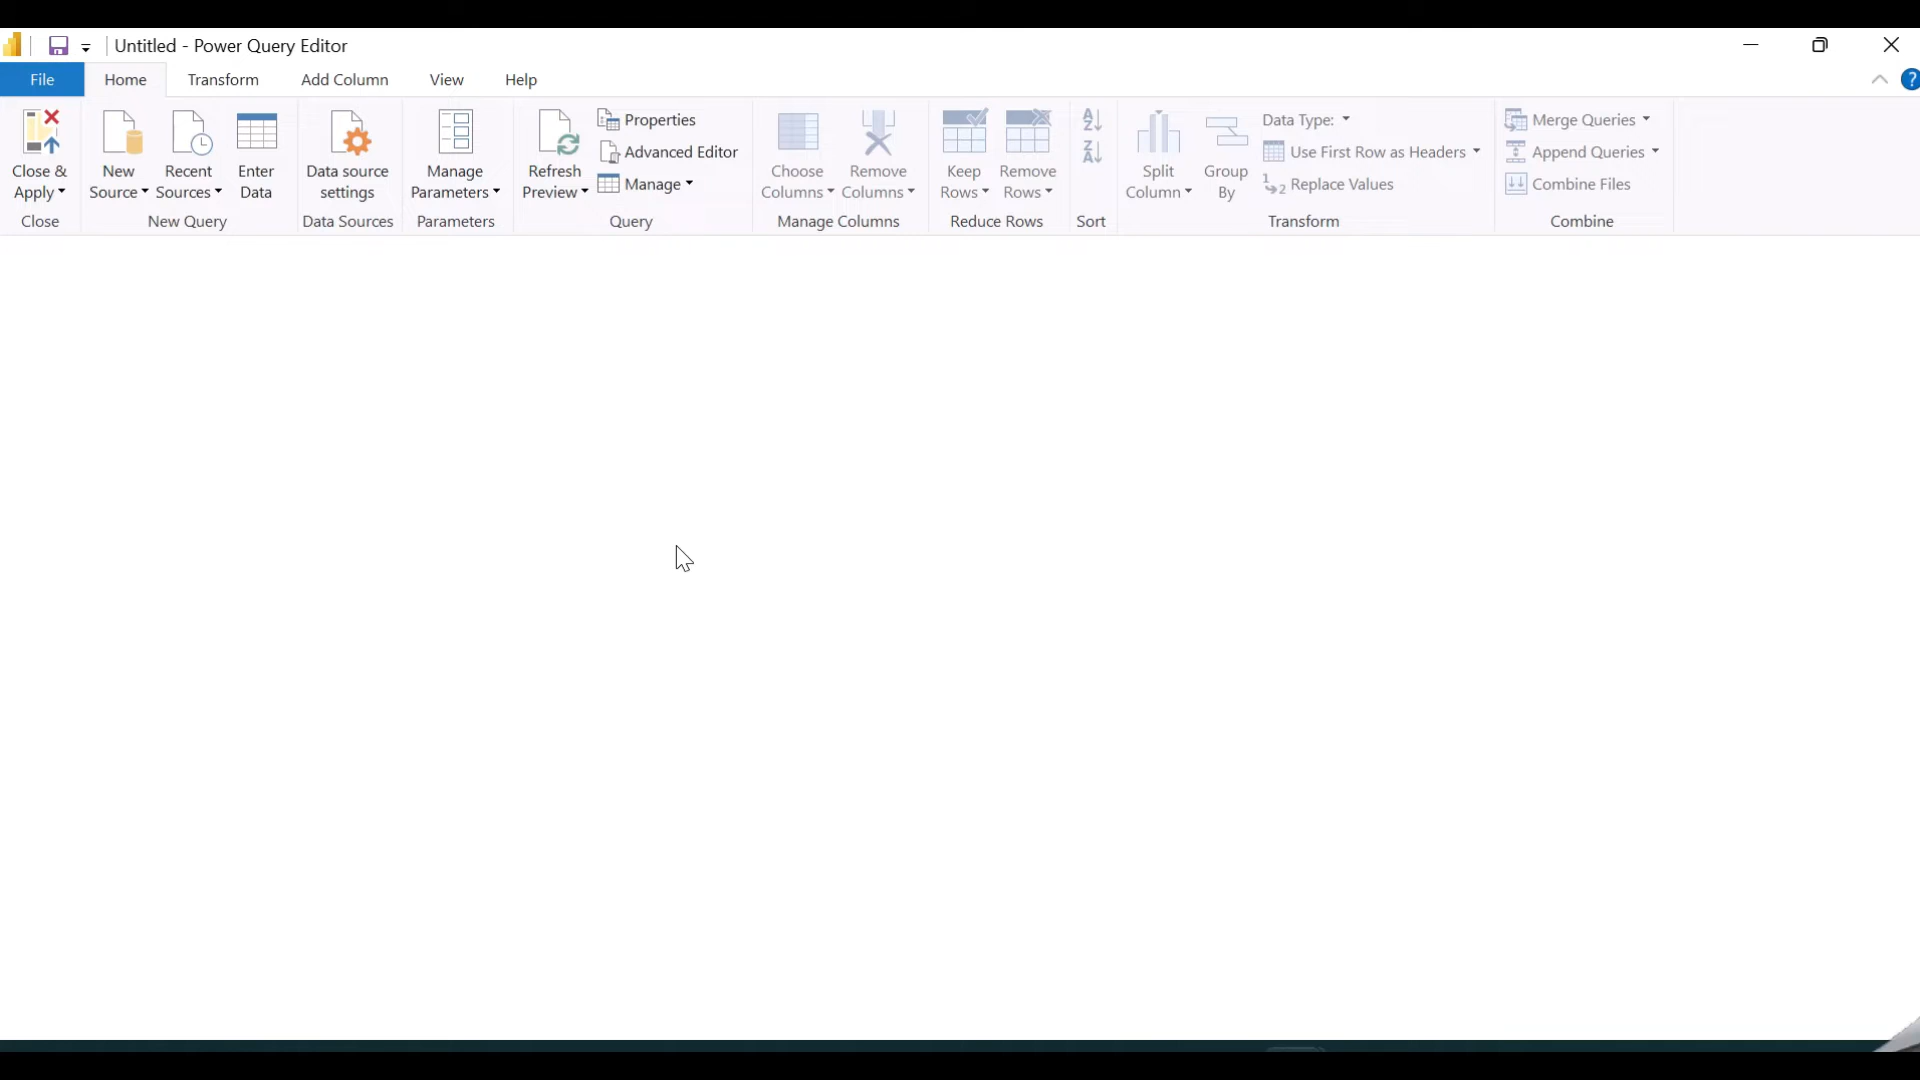 Untitled - Power Query Editor
File Home Transform Add Column View Help ?
Close & Apply
New Source
Recent Sources
Enter Data
Data source settings
Manage Parameters
Refresh Preview
Properties
Advanced Editor
Manage
Choose Columns
Remove Columns
Keep Rows
Remove Rows
A Z
Z A
Split Column
Group By
Data Type:
Use First Row as Headers
1 2 Replace Values
Merge Queries
Append Queries
Combine Files
Close New Query Data Sources Parameters Query Manage Columns Reduce Rows Sort Transform Combine